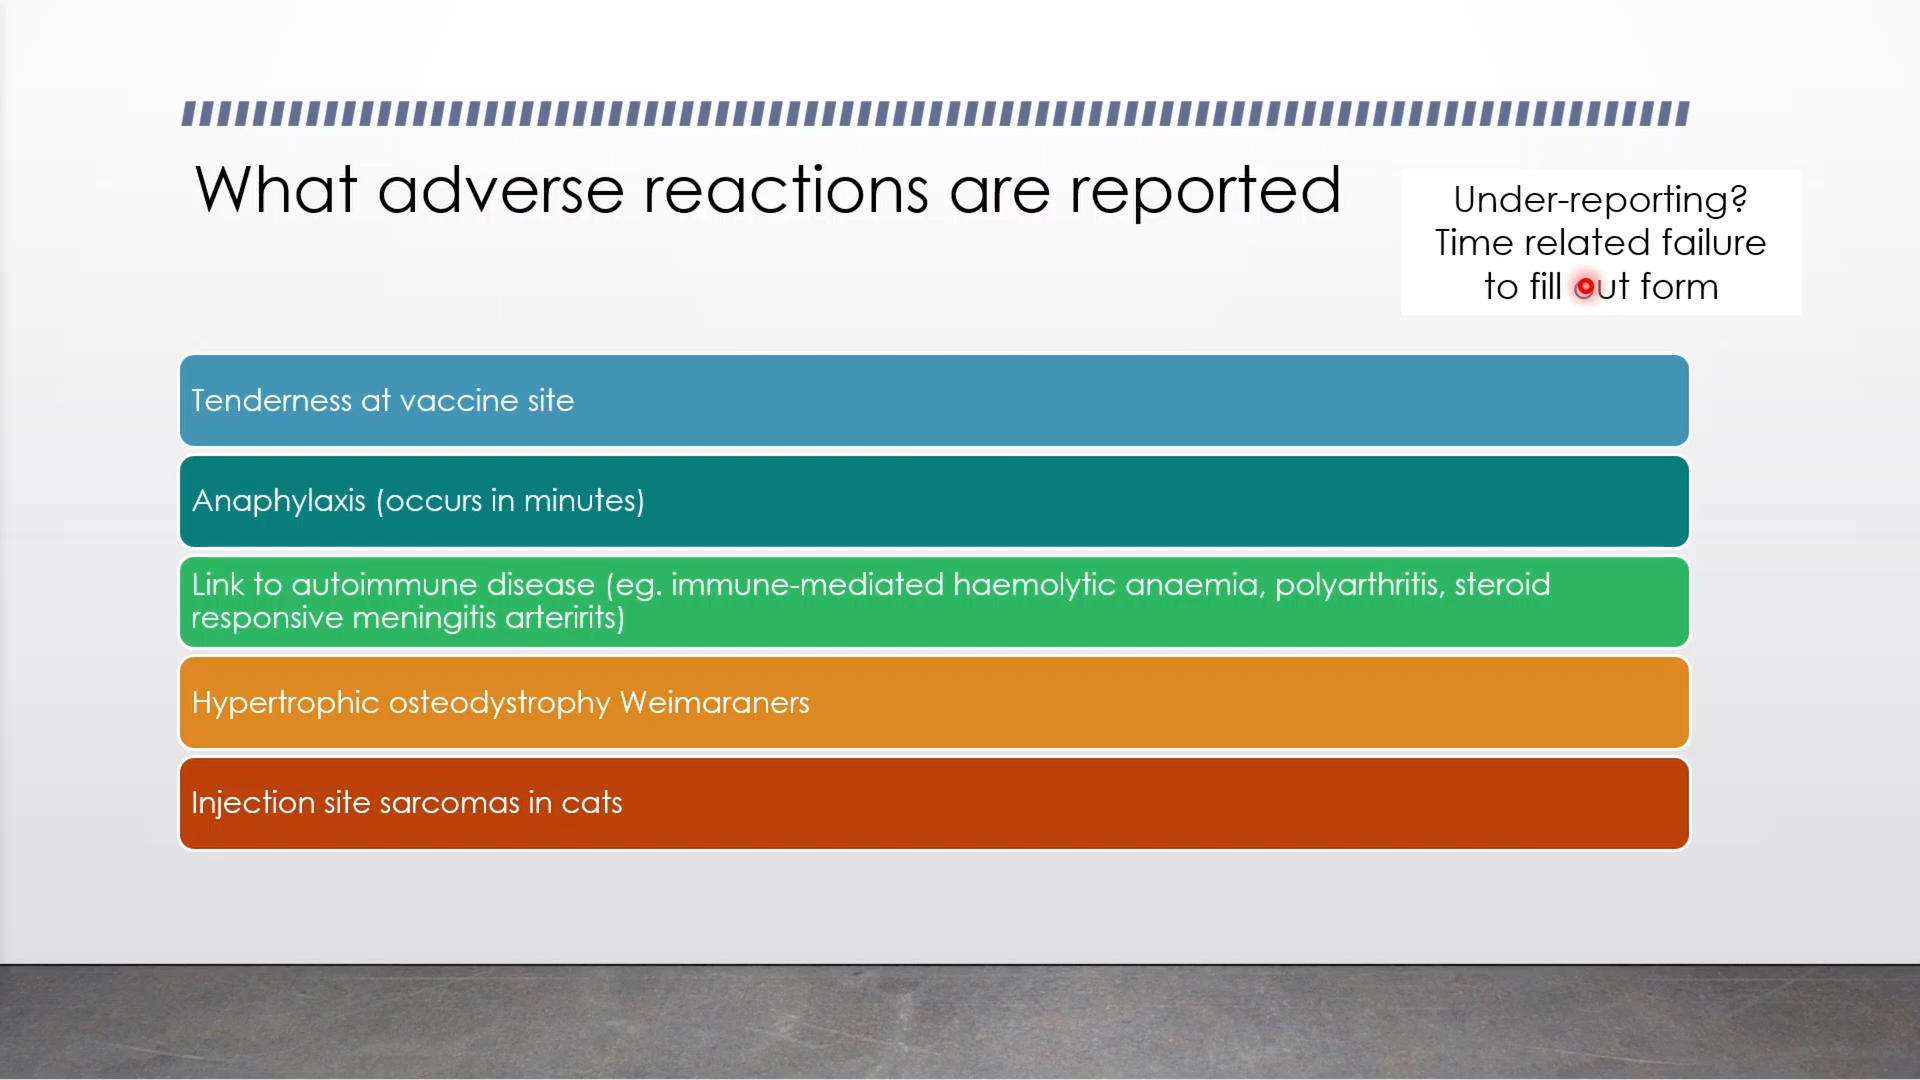 What adverse reactions are reported
Under-reporting?
Time related failure
to fill out form
Tenderness at vaccine site
Anaphylaxis (occurs in minutes)
Link to autoimmune disease (eg. immune-mediated haemolytic anaemia, polyarthritis, steroid
responsive meningitis arteririts)
Hypertrophic osteodystrophy Weimaraners
Injection site sarcomas in cats